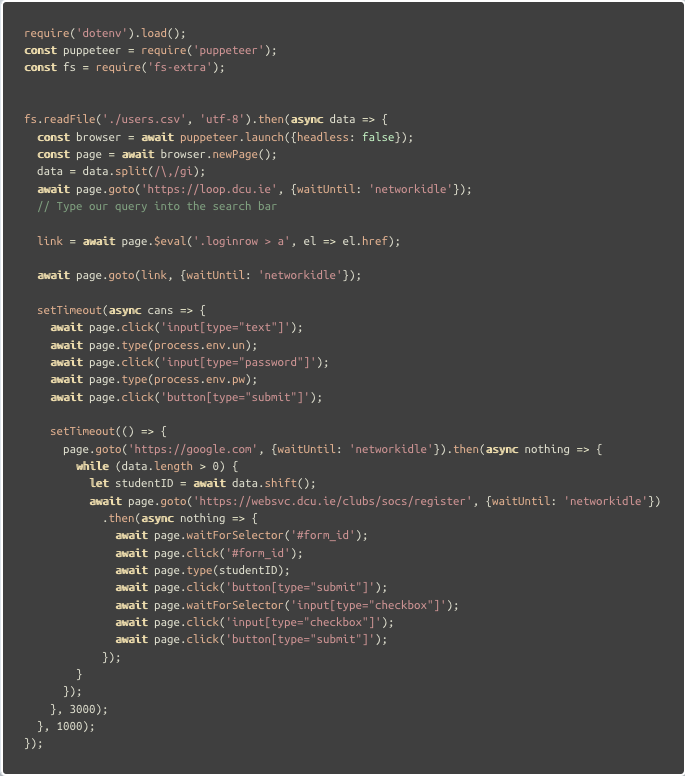 require('dotenv').load();
const puppeteer = require('puppeteer');
const fs = require('fs-extra');

fs.readFile('./users.csv', 'utf-8').then(async data => {
  const browser = await puppeteer.launch({headless: false});
  const page = await browser.newPage();
  data = data.split(/\,/gi);
  await page.goto('https://loop.dcu.ie', {waitUntil: 'networkidle'});
  // Type our query into the search bar

  link = await page.$eval('.loginrow > a', el => el.href);

  await page.goto(link, {waitUntil: 'networkidle'});

  setTimeout(async cans => {
    await page.click('input[type="text"]');
    await page.type(process.env.un);
    await page.click('input[type="password"]');
    await page.type(process.env.pw);
    await page.click('button[type="submit"]');

    setTimeout(() => {
      page.goto('https://google.com', {waitUntil: 'networkidle'}).then(async nothing => {
        while (data.length > 0) {
          let studentID = await data.shift();
          await page.goto('https://websvc.dcu.ie/clubs/socs/register', {waitUntil: 'networkidle'})
            .then(async nothing => {
              await page.waitForSelector('#form_id');
              await page.click('#form_id');
              await page.type(studentID);
              await page.click('button[type="submit"]');
              await page.waitForSelector('input[type="checkbox"]');
              await page.click('input[type="checkbox"]');
              await page.click('button[type="submit"]');
            });
        }
      });
    }, 3000);
  }, 1000);
});